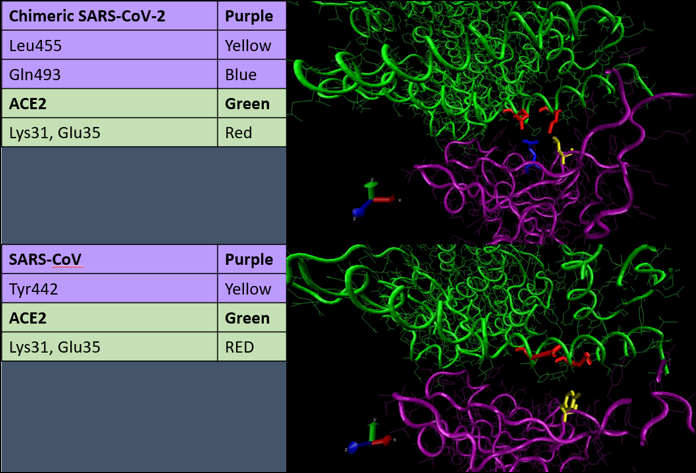 Chimeric SARS-CoV-2 Purple
Leu455 Yellow
Gln493 Blue
ACE2 Green
Lys31, Glu35 Red
SARS-CoV Purple
Tyr442 Yellow
ACE2 Green
Lys31, Glu35 RED